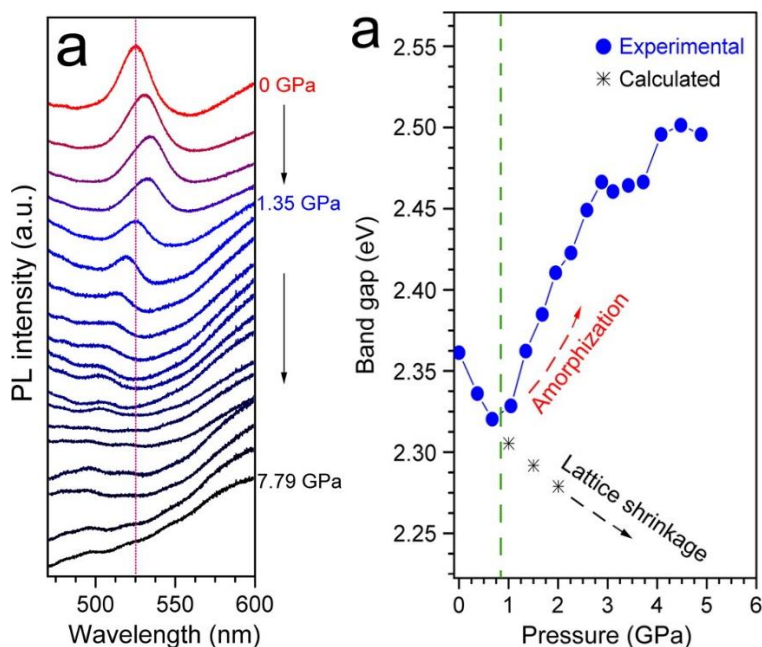 a
0 GPa
1.35 GPa
7.79 GPa
PL intensity (a.u.)
500 550 600
Wavelength (nm)
a
Experimental
Calculated
2.55
2.50
2.45
2.40
2.35
2.30
2.25
Band gap (eV)
Amorphization
Lattice shrinkage
0 1 2 3 4 5 6
Pressure (GPa)